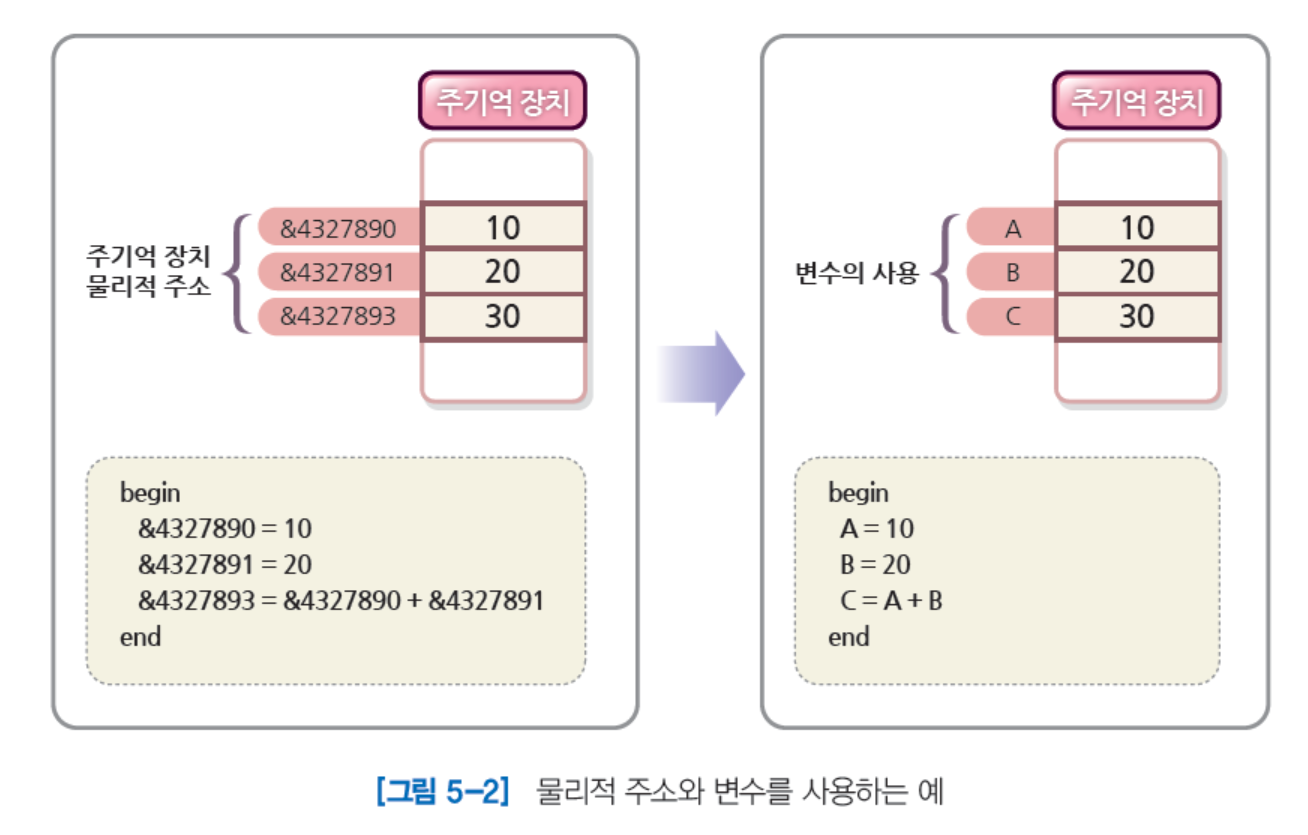 주기억 장치
주기억 장치
물리적 주소
&4327890 10
&4327891 20
&4327893 30
begin
&4327890 = 10
&4327891 = 20
&4327893 = &4327890 + &4327891
end
주기억 장치
변수의 사용
A 10
B 20
C 30
begin
A = 10
B = 20
C = A + B
end
[그림 5-2] 물리적 주소와 변수를 사용하는 예